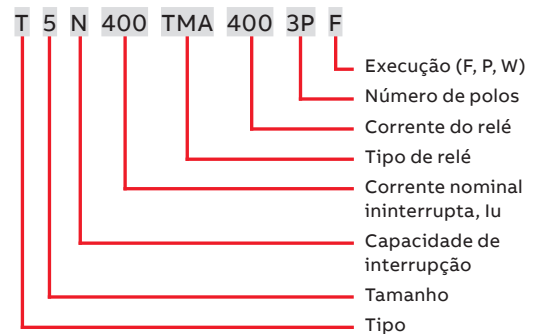 T 5 N 400 TMA 400 3P F
Execução (F, P, W)
Número de polos
Corrente do relé
Tipo de relé
Corrente nominal
ininterrupta, Iu
Capacidade de
interrupção
Tamanho
Tipo